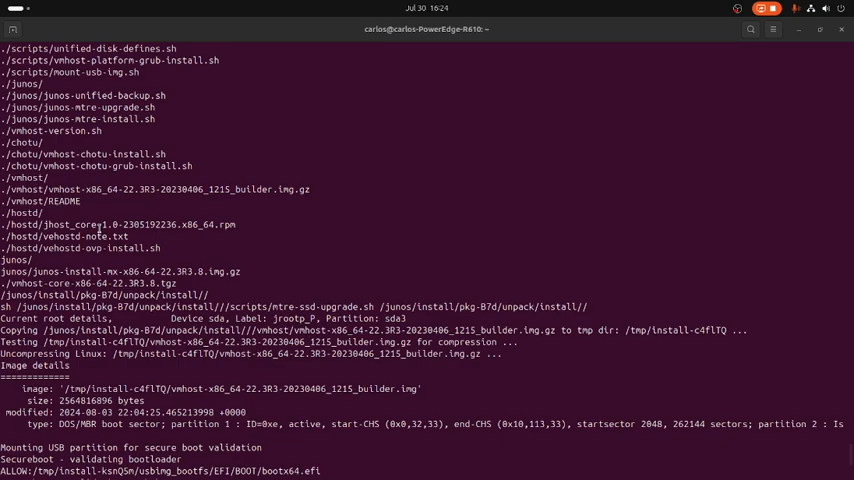 Jul 30 16:24
carlos@carlos-PowerEdge-R610: ~
./scripts/unified-disk-defines.sh
./scripts/vmhost-platform-grub-install.sh
./scripts/mount-usb-img.sh
./junos/
./junos/junos-unified-backup.sh
./junos/junos-mtre-upgrade.sh
./junos/junos-mtre-install.sh
./vmhost-version.sh
./chotu/
./chotu/vmhost-chotu-install.sh
./chotu/vmhost-chotu-grub-install.sh
./vmhost/
./vmhost/vmhost-x86_64-22.3R3-20230406_1215_builder.img.gz
./vmhost/README
./hostd/
./hostd/jhost_core-1.0-2305192236.x86_64.rpm
./hostd/vehostd-note.txt
./hostd/vehostd-ovp-install.sh
junos/
junos/junos-install-mx-x86-64-22.3R3.8.img.gz
./vmhost-core-x86-64-22.3R3.8.tgz
/junos/install/pkg-B7d/unpack/install//
sh /junos/install/pkg-B7d/unpack/install///scripts/mtre-ssd-upgrade.sh /junos/install/pkg-B7d/unpack/install//
Current root details,          Device sda, Label: jrootp_P, Partition: sda3
Copying /junos/install/pkg-B7d/unpack/install///vmhost/vmhost-x86_64-22.3R3-20230406_1215_builder.img.gz to tmp dir: /tmp/install-c4flTQ ...
Testing /tmp/install-c4flTQ/vmhost-x86_64-22.3R3-20230406_1215_builder.img.gz for compression ...
Uncompressing Linux: /tmp/install-c4flTQ/vmhost-x86_64-22.3R3-20230406_1215_builder.img.gz ...
Image details
=============
    image: '/tmp/install-c4flTQ/vmhost-x86_64-22.3R3-20230406_1215_builder.img'
     size: 2564816896 bytes
 modified: 2024-08-03 22:04:25.465213998 +0000
     type: DOS/MBR boot sector; partition 1 : ID=0xe, active, start-CHS (0x0,32,33), end-CHS (0x10,113,33), startsector 2048, 262144 sectors; partition 2 : Is
Mounting USB partition for secure boot validation
Secureboot - validating bootloader
ALLOW:/tmp/install-ksnQ5m/usbimg_bootfs/EFI/BOOT/bootx64.efi